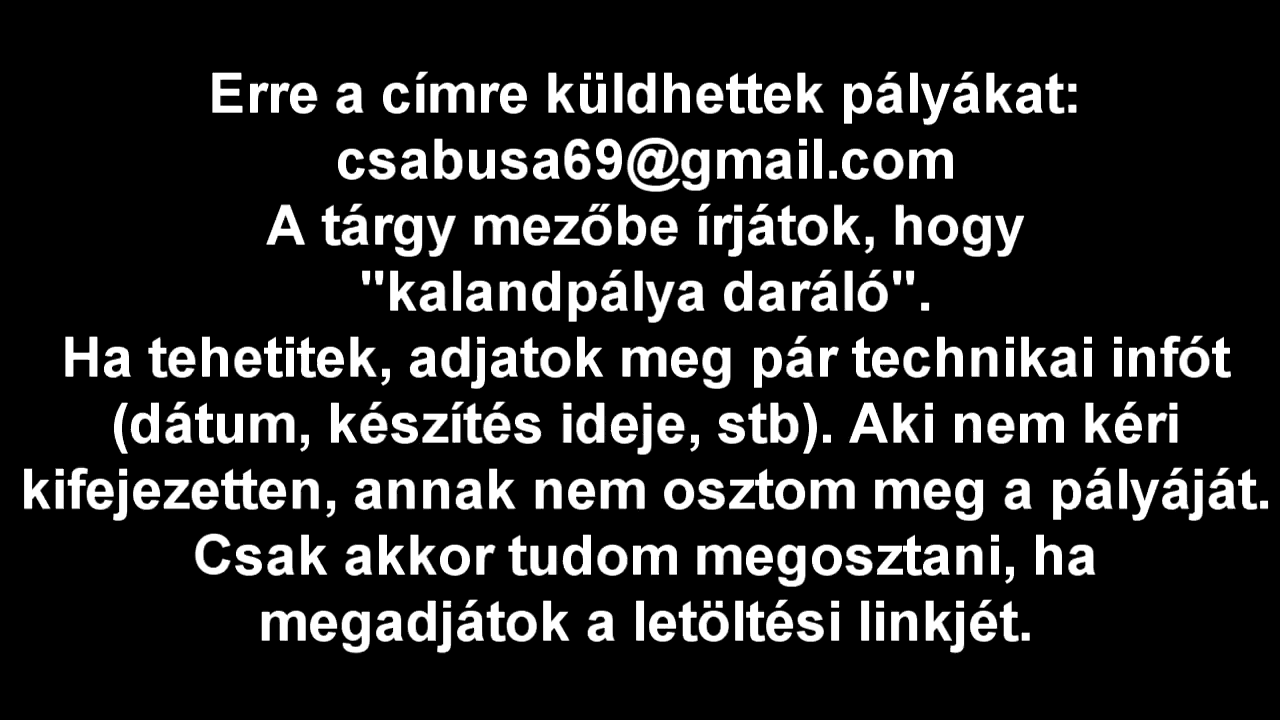 Erre a címre küldhettek pályákat:
csabusa69@gmail.com
A tárgy mezőbe írjátok, hogy
"kalandpálya daráló".
Ha tehetitek, adjatok meg pár technikai infót
(dátum, készítés ideje, stb). Aki nem kéri
kifejezetten, annak nem osztom meg a pályáját.
Csak akkor tudom megosztani, ha
megadjátok a letöltési linkjét.